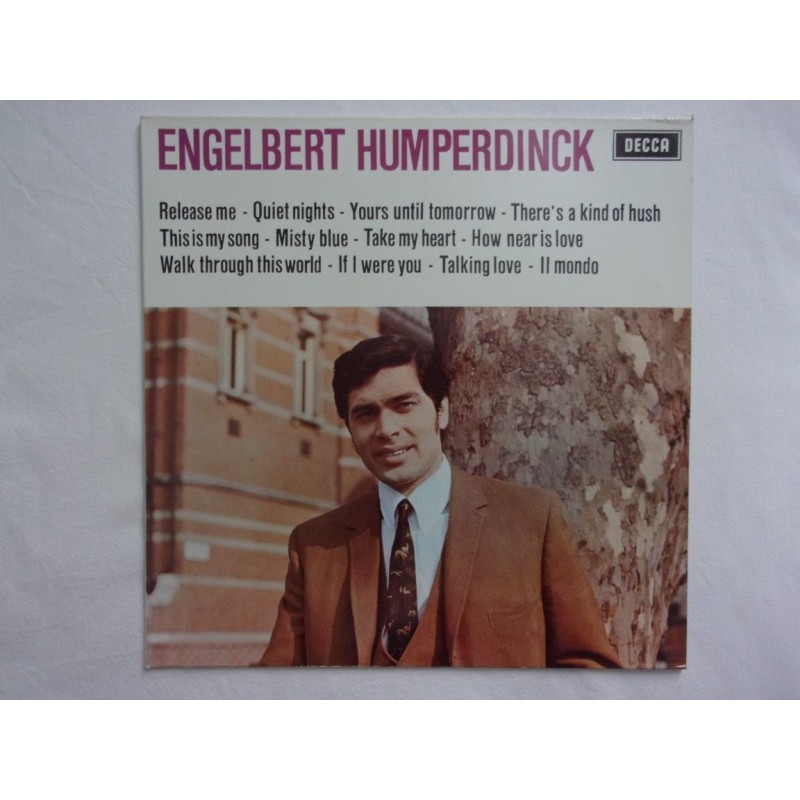 ENGELBERT HUMPERDINCK
DECCA
Release me - Quiet nights - Yours until tomorrow - There's a kind of hush
This is my song - Misty blue - Take my heart - How near is love
Walk through this world - If I were you - Talking love - Il mondo